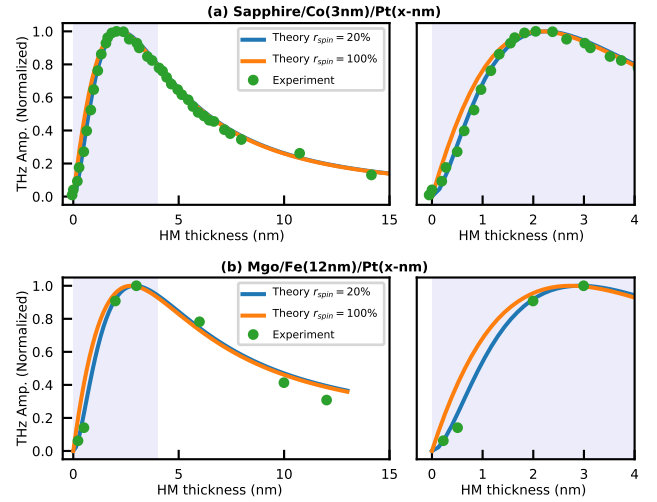 (a) Sapphire/Co(3nm)/Pt(x-nm)
THz Amp. (Normalized)
1.0
0.8
0.6
0.4
0.2
0.0
Theory r_spin = 20%
Theory r_spin = 100%
Experiment
0 5 10 15
HM thickness (nm)
0 1 2 3 4
HM thickness (nm)
(b) Mgo/Fe(12nm)/Pt(x-nm)
THz Amp. (Normalized)
1.0
0.8
0.6
0.4
0.2
0.0
Theory r_spin = 20%
Theory r_spin = 100%
Experiment
0 5 10 15
HM thickness (nm)
0 1 2 3 4
HM thickness (nm)